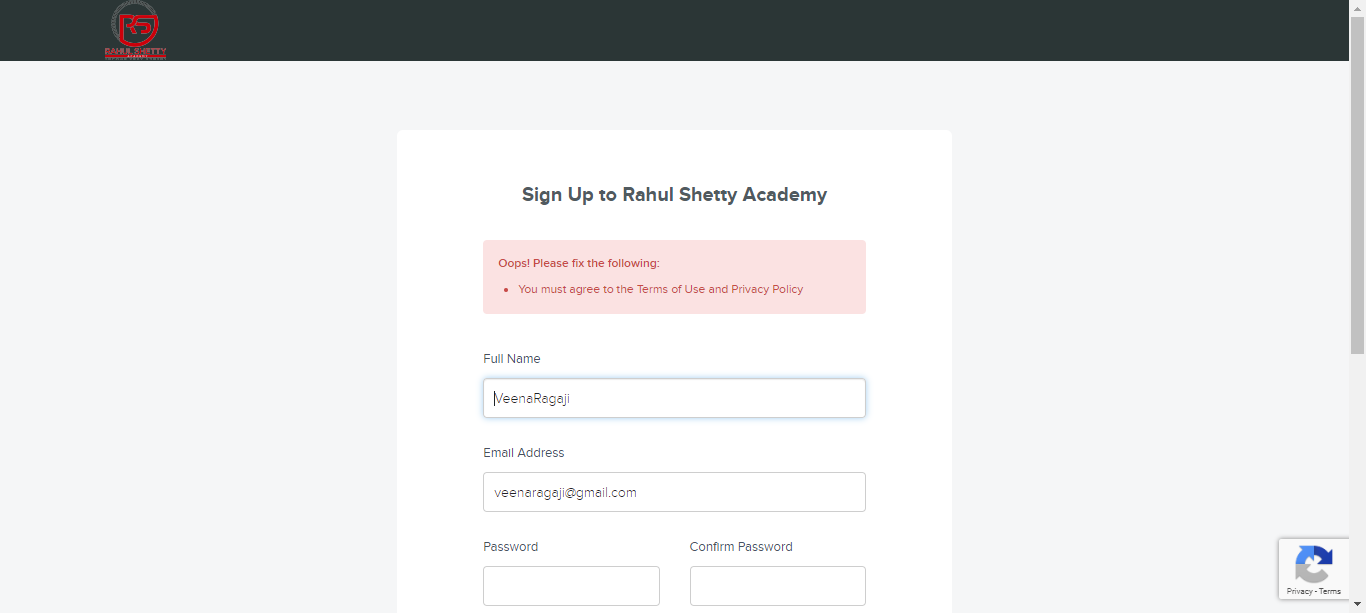 RAHUL SHETTY
Sign Up to Rahul Shetty Academy
Oops! Please fix the following:
• You must agree to the Terms of Use and Privacy Policy
Full Name
VeenaRagaji
Email Address
veenaragaji@gmail.com
Password Confirm Password
Privacy - Terms